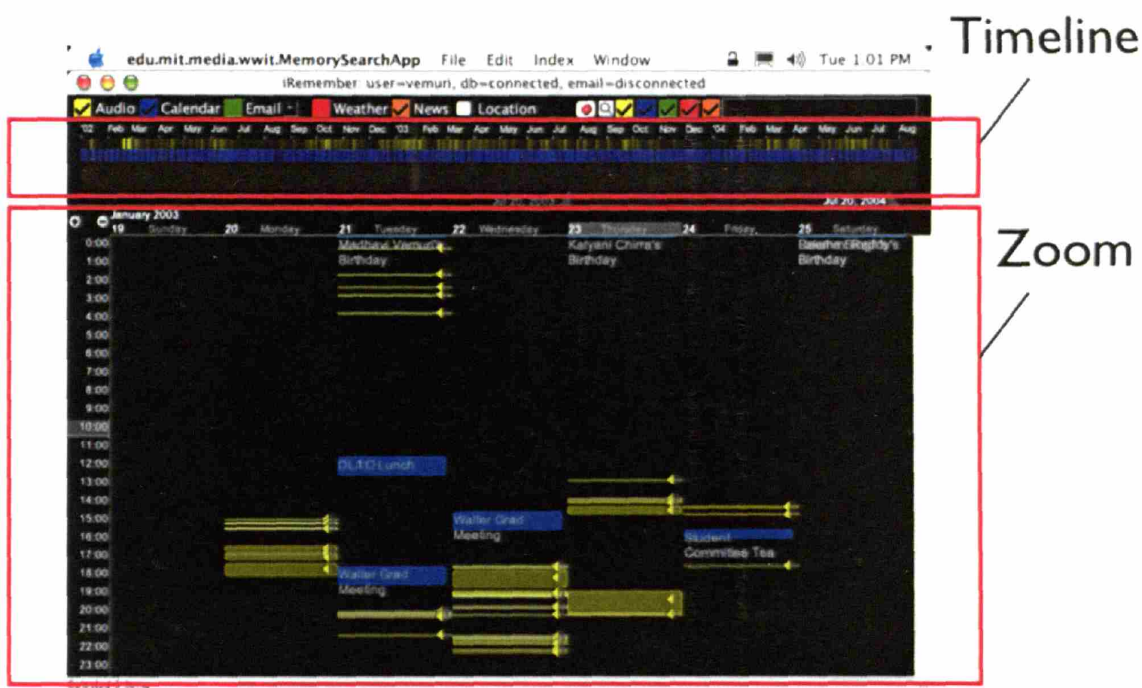 Timeline
edu.mit.media.wwit.MemorySearchApp File Edit Index Window Tue 1:01 PM
iRemember: user=vemuri, db=connected, email=disconnected
Audio Calendar Email Weather News Location
'02 Feb Mar Apr May Jun Jul Aug Sep Oct Nov Dec '03 Feb Mar Apr May Jun Jul Aug Sep Oct Nov Dec '04 Feb Mar Apr May Jun Jul Aug
Jul 20, 2004
Zoom
January 2003
19 Sunday 20 Monday 21 Tuesday 22 Wednesday 23 Thursday 24 Friday 25 Saturday
0:00 Madhavi Vemuri's Kalyani Chirra's
1:00 Birthday Birthday Birthday
2:00
3:00
4:00
5:00
6:00
7:00
8:00
9:00
10:00
11:00
12:00 Lunch
13:00
14:00
15:00 Walter Grad
16:00 Meeting Student
17:00 Committee Tea
18:00 Walter Grad
19:00 Meeting
20:00
21:00
22:00
23:00